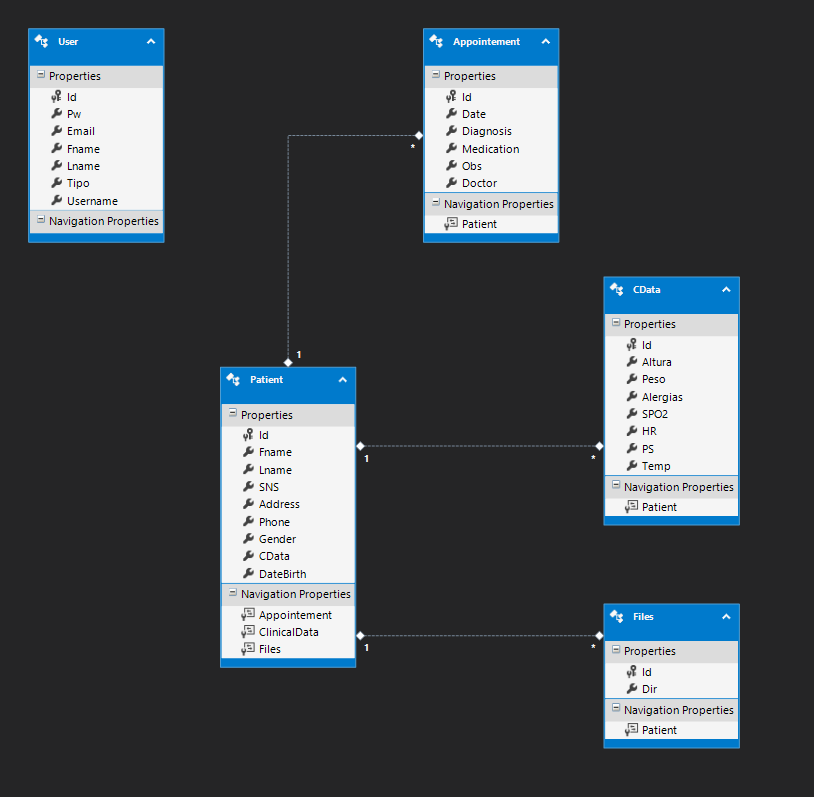 User
Properties
Id
Pw
Email
Fname
Lname
Tipo
Username
Navigation Properties
Appointement
Properties
Id
Date
Diagnosis
Medication
Obs
Doctor
Navigation Properties
Patient
*
1
Patient
Properties
Id
Fname
Lname
SNS
Address
Phone
Gender
CData
DateBirth
Navigation Properties
Appointement
ClinicalData
Files
1
*
1
*
CData
Properties
Id
Altura
Peso
Alergias
SPO2
HR
PS
Temp
Navigation Properties
Patient
Files
Properties
Id
Dir
Navigation Properties
Patient